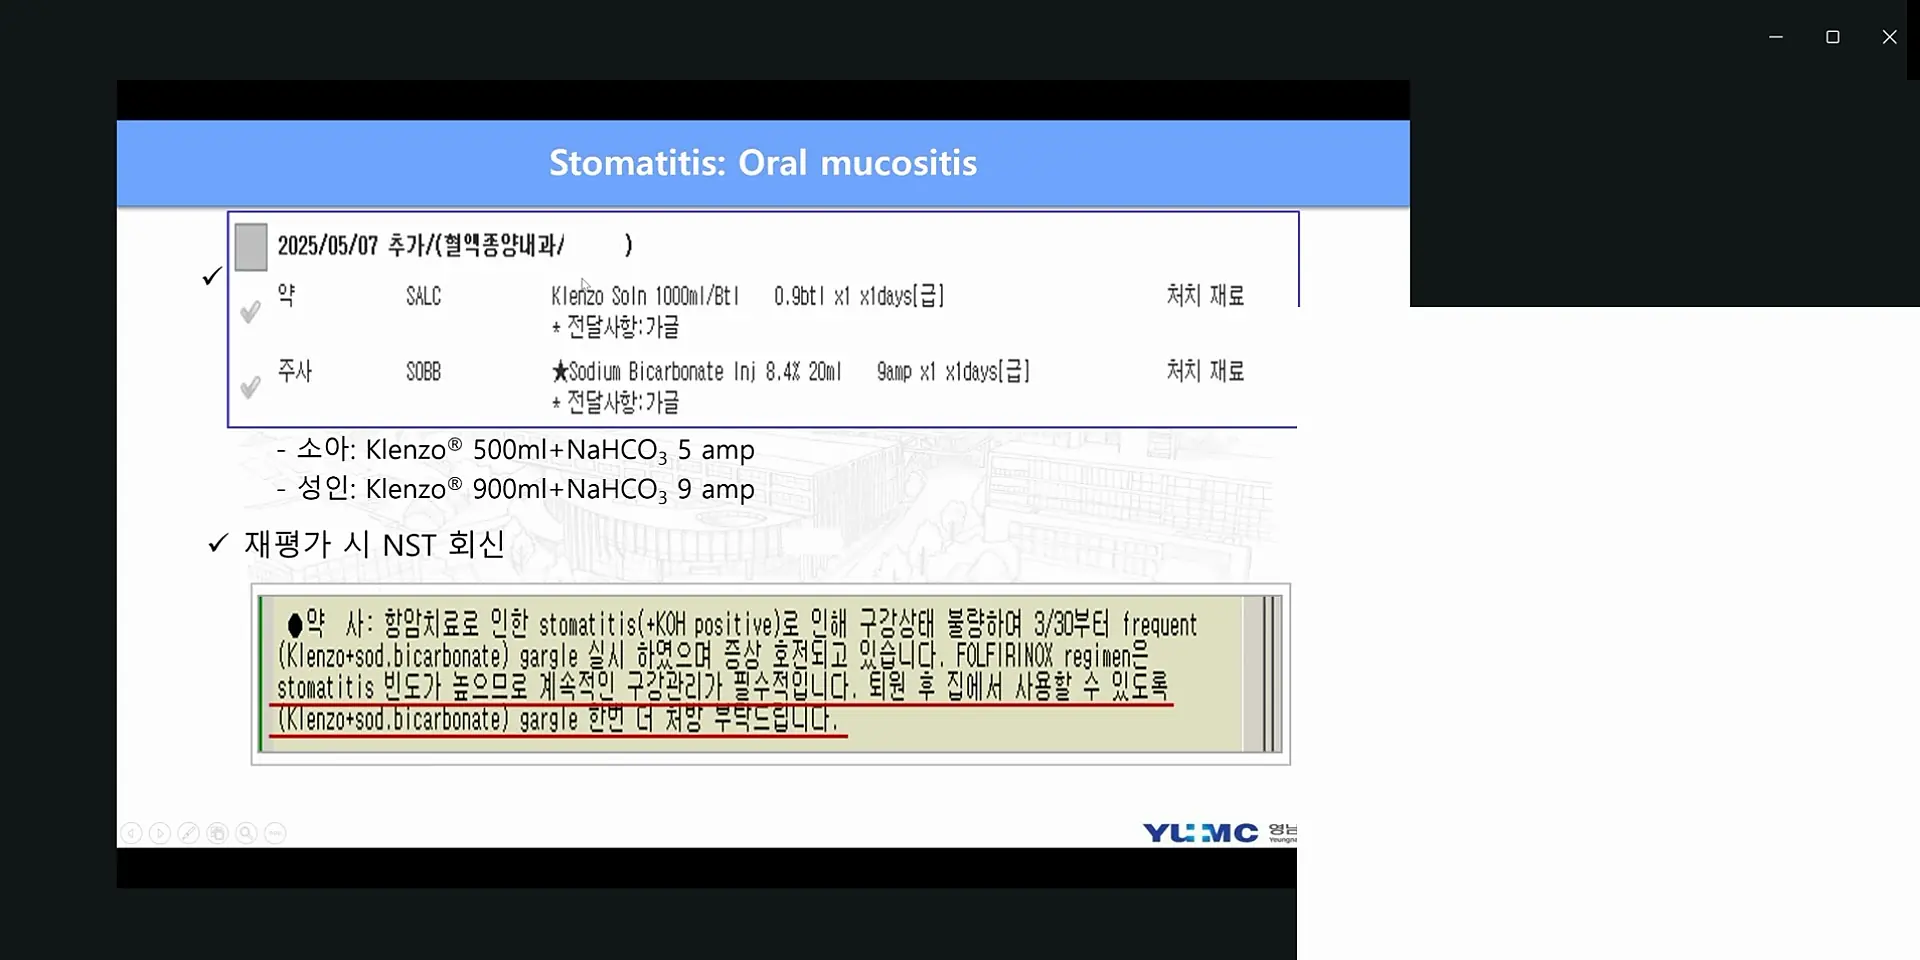 Stomatitis: Oral mucositis
2025/05/07 추가/(혈액종양내과/ )
✓
약 SALC Klenzo Soln 1000ml/Btl 0.9btl x1 x1days[급] 처치 재료
* 전달사항:가글
주사 SOBB ★Sodium Bicarbonate Inj 8.4% 20ml 9amp x1 x1days[급] 처치 재료
* 전달사항:가글
- 소아: Klenzo® 500ml+NaHCO₃ 5 amp
- 성인: Klenzo® 900ml+NaHCO₃ 9 amp
✓ 재평가 시 NST 회신
●약 사: 항암치료로 인한 stomatitis(+KOH positive)로 인해 구강상태 불량하여 3/30부터 frequent
(Klenzo+sod.bicarbonate) gargle 실시 하였으며 증상 호전되고 있습니다. FOLFIRINOX regimen은
stomatitis 빈도가 높으므로 계속적인 구강관리가 필수적입니다. 퇴원 후 집에서 사용할 수 있도록
(Klenzo+sod.bicarbonate) gargle 한번 더 처방 부탁드립니다.
YUMC